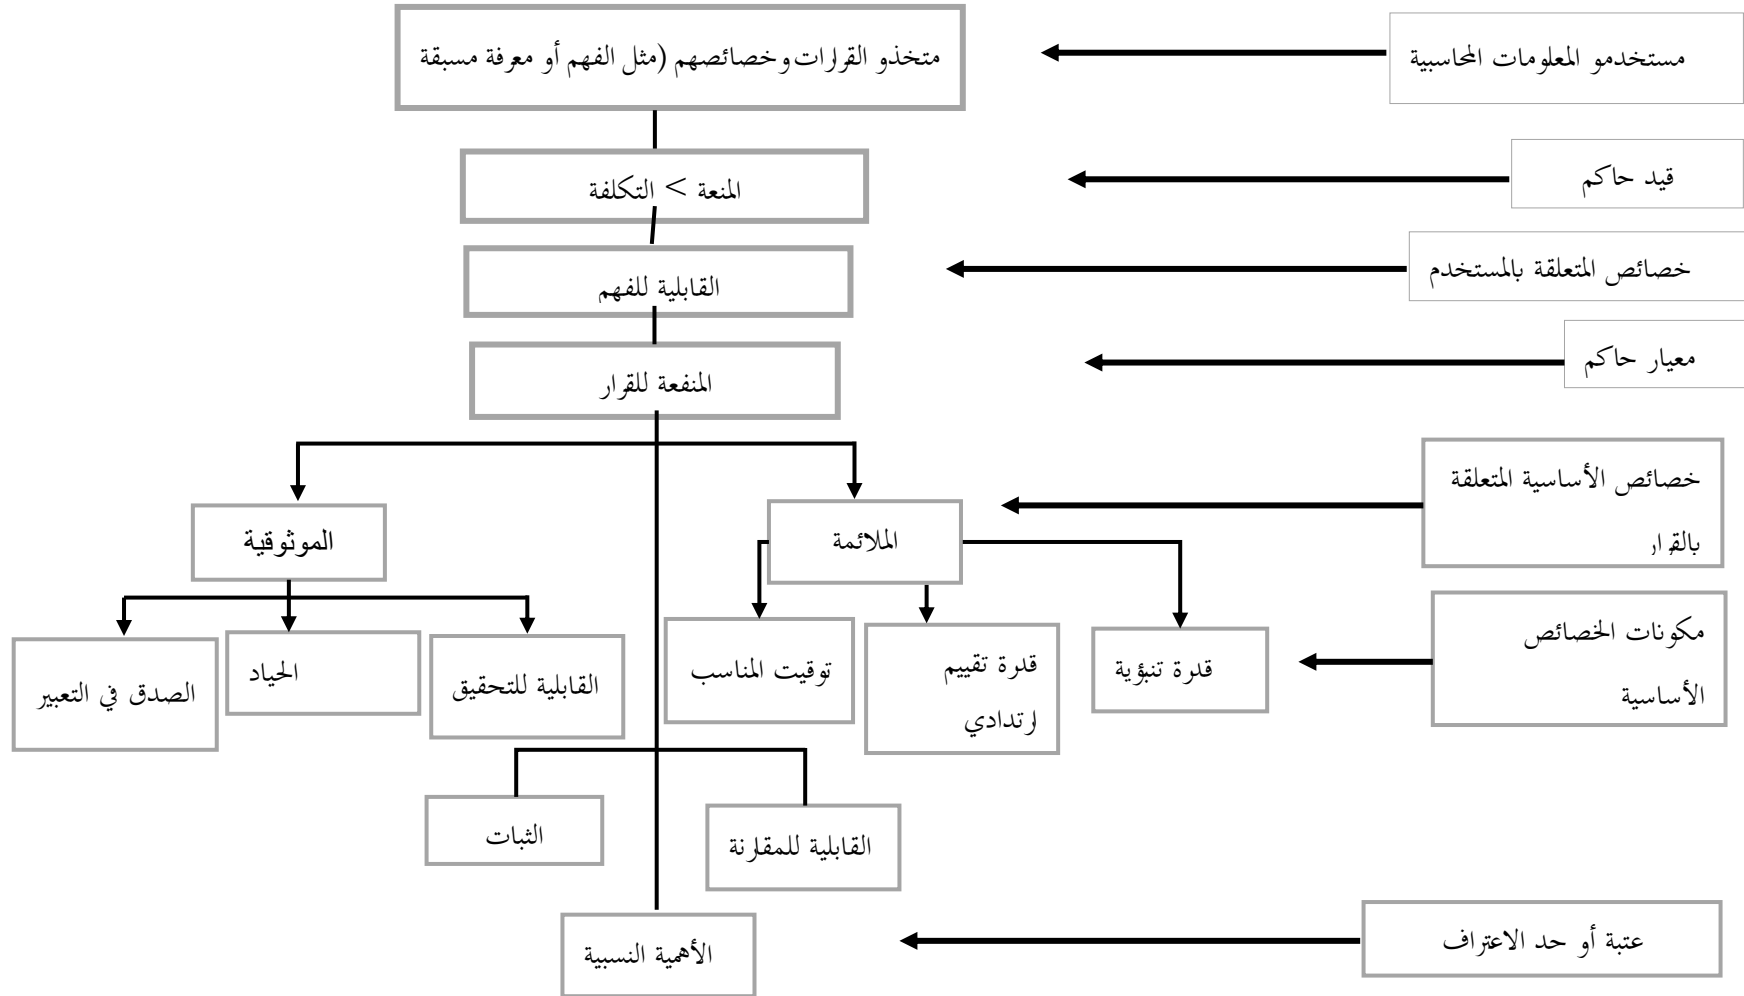 مستخدمو المعلومات المحاسبية
متخذو القرارات وخصائصهم (مثل الفهم أو معرفة مسبقة
قيد حاكم
المنعة > التكلفة
خصائص المتعلقة بالمستخدم
القابلية للفهم
معيار حاكم
المنفعة للقرار
خصائص الأساسية المتعلقة
بالقرار
الملائمة
الموثوقية
مكونات الخصائص
الأساسية
قدرة تنبؤية
قدرة تقييم
ارتدادي
توقيت المناسب
القابلية للتحقيق
الحياد
الصدق في التعبير
القابلية للمقارنة
الثبات
عتبة أو حد الاعتراف
الأهمية النسبية